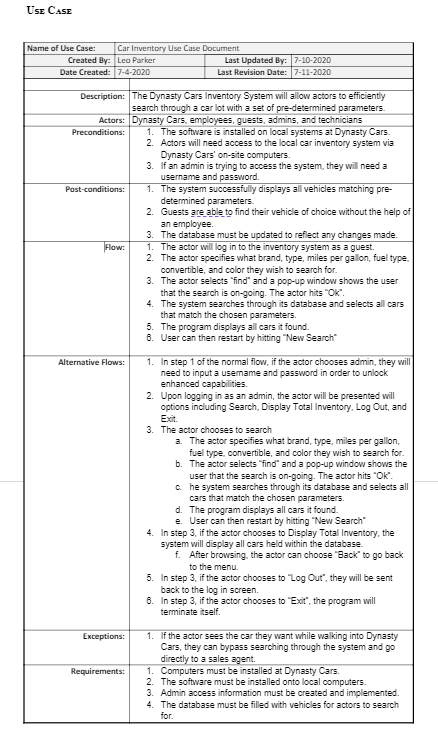 USE CASE
Name of Use Case: Car Inventory Use Case Document
Created By: Leo Parker Last Updated By: 7-10-2020
Date Created: 7-4-2020 Last Revision Date: 7-11-2020
Description: The Dynasty Cars Inventory System will allow actors to efficiently
search through a car lot with a set of pre-determined parameters.
Actors: Dynasty Cars, employees, guests, admins, and technicians
Preconditions: 1. The software is installed on local systems at Dynasty Cars.
2. Actors will need access to the local car inventory system via
Dynasty Cars' on-site computers.
3. If an admin is trying to access the system, they will need a
username and password.
Post-conditions: 1. The system successfully displays all vehicles matching pre-
determined parameters.
2. Guests are able to find their vehicle of choice without the help of
an employee.
3. The database must be updated to reflect any changes made.
Flow: 1. The actor will log in to the inventory system as a guest.
2. The actor specifies what brand, type, miles per gallon, fuel type,
convertible, and color they wish to search for.
3. The actor selects "find" and a pop-up window shows the user
that the search is on-going. The actor hits "Ok".
4. The system searches through its database and selects all cars
that match the chosen parameters.
5. The program displays all cars it found.
6. User can then restart by hitting "New Search"
Alternative Flows: 1. In step 1 of the normal flow, if the actor chooses admin, they will
need to input a username and password in order to unlock
enhanced capabilities.
2. Upon logging in as an admin, the actor will be presented will
options including Search, Display Total Inventory, Log Out, and
Exit.
3. The actor chooses to search
a. The actor specifies what brand, type, miles per gallon,
fuel type, convertible, and color they wish to search for.
b. The actor selects "find" and a pop-up window shows the
user that the search is on-going. The actor hits "Ok".
c. he system searches through its database and selects all
cars that match the chosen parameters.
d. The program displays all cars it found.
e. User can then restart by hitting "New Search"
4. In step 3, if the actor chooses to Display Total Inventory, the
system will display all cars held within the database.
f. After browsing, the actor can choose "Back" to go back
to the menu.
5. In step 3, if the actor chooses to "Log Out", they will be sent
back to the log in screen.
6. In step 3, if the actor chooses to "Exit", the program will
terminate itself.
Exceptions: 1. If the actor sees the car they want while walking into Dynasty
Cars, they can bypass searching through the system and go
directly to a sales agent.
Requirements: 1. Computers must be installed at Dynasty Cars.
2. The software must be installed onto local computers.
3. Admin access information must be created and implemented.
4. The database must be filled with vehicles for actors to search
for.